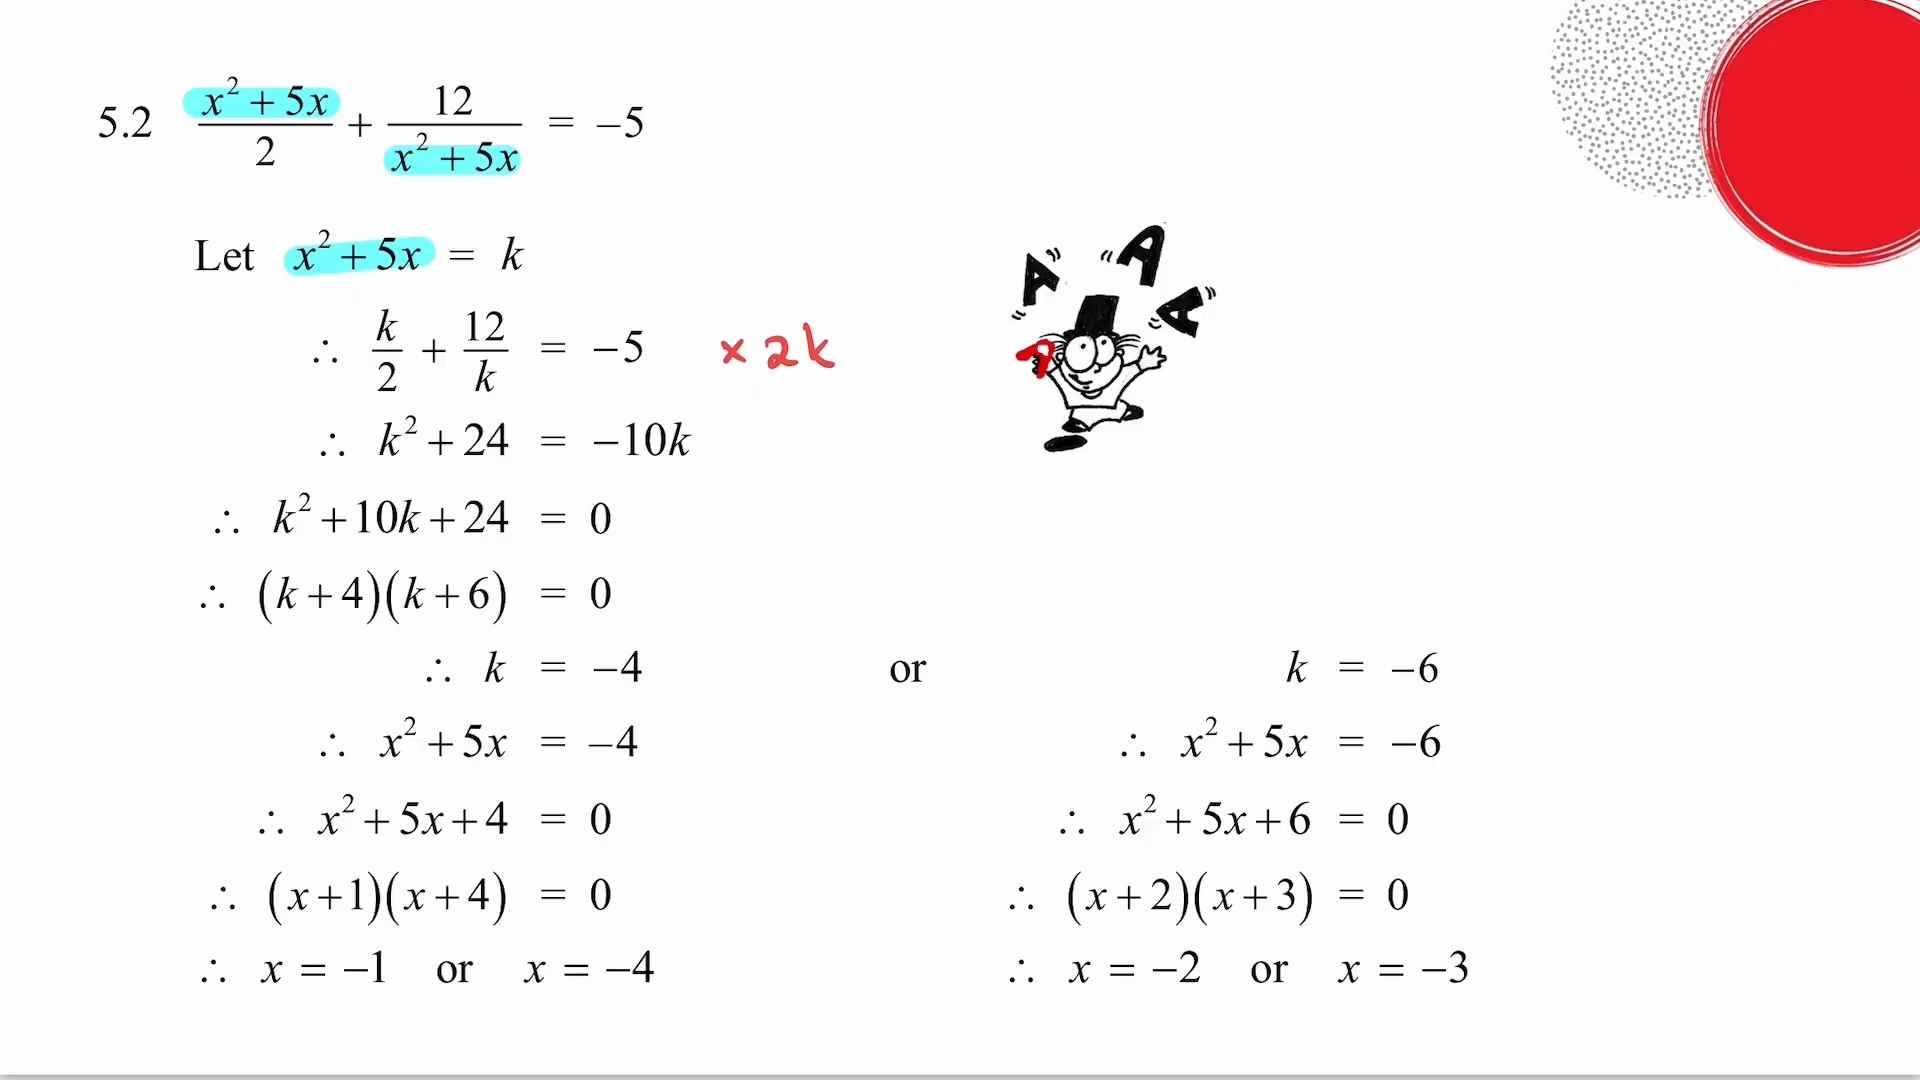 5.2 (x² + 5x)/2 + 12/(x² + 5x) = −5
Let x² + 5x = k
∴ k/2 + 12/k = −5 × 2k
∴ k² + 24 = −10k
∴ k² + 10k + 24 = 0
∴ (k + 4)(k + 6) = 0
∴ k = −4 or k = −6
∴ x² + 5x = −4 ∴ x² + 5x = −6
∴ x² + 5x + 4 = 0 ∴ x² + 5x + 6 = 0
∴ (x + 1)(x + 4) = 0 ∴ (x + 2)(x + 3) = 0
∴ x = −1 or x = −4 ∴ x = −2 or x = −3
A A A A